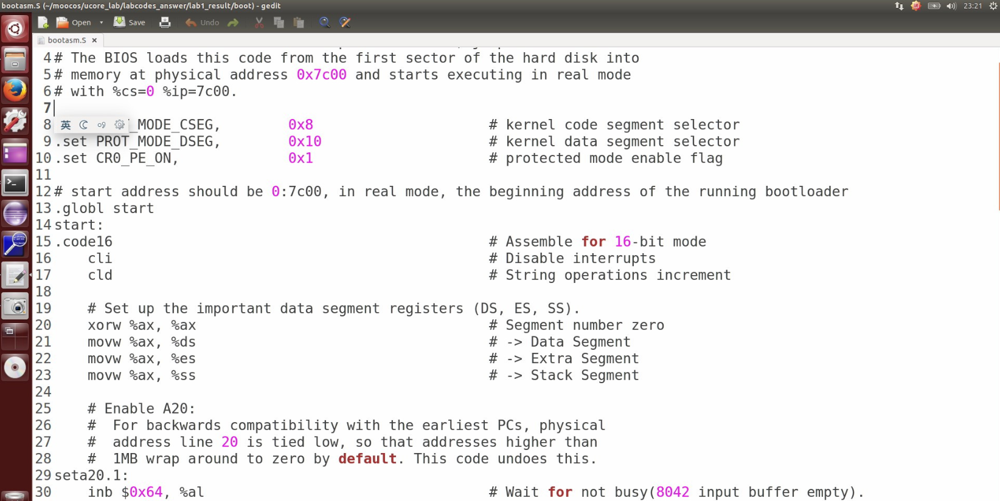 bootasm.S (~/moocos/ucore_lab/labcodes_answer/lab1_result/boot) - gedit
23:21
Open Save Undo
bootasm.S ×
4 # The BIOS loads this code from the first sector of the hard disk into
5 # memory at physical address 0x7c00 and starts executing in real mode
6 # with %cs=0 %ip=7c00.
7
8 英 _MODE_CSEG, 0x8 # kernel code segment selector
9 .set PROT_MODE_DSEG, 0x10 # kernel data segment selector
10 .set CR0_PE_ON, 0x1 # protected mode enable flag
11
12 # start address should be 0:7c00, in real mode, the beginning address of the running bootloader
13 .globl start
14 start:
15 .code16 # Assemble for 16-bit mode
16 cli # Disable interrupts
17 cld # String operations increment
18
19 # Set up the important data segment registers (DS, ES, SS).
20 xorw %ax, %ax # Segment number zero
21 movw %ax, %ds # -> Data Segment
22 movw %ax, %es # -> Extra Segment
23 movw %ax, %ss # -> Stack Segment
24
25 # Enable A20:
26 # For backwards compatibility with the earliest PCs, physical
27 # address line 20 is tied low, so that addresses higher than
28 # 1MB wrap around to zero by default. This code undoes this.
29 seta20.1:
30 inb $0x64, %al # Wait for not busy(8042 input buffer empty).